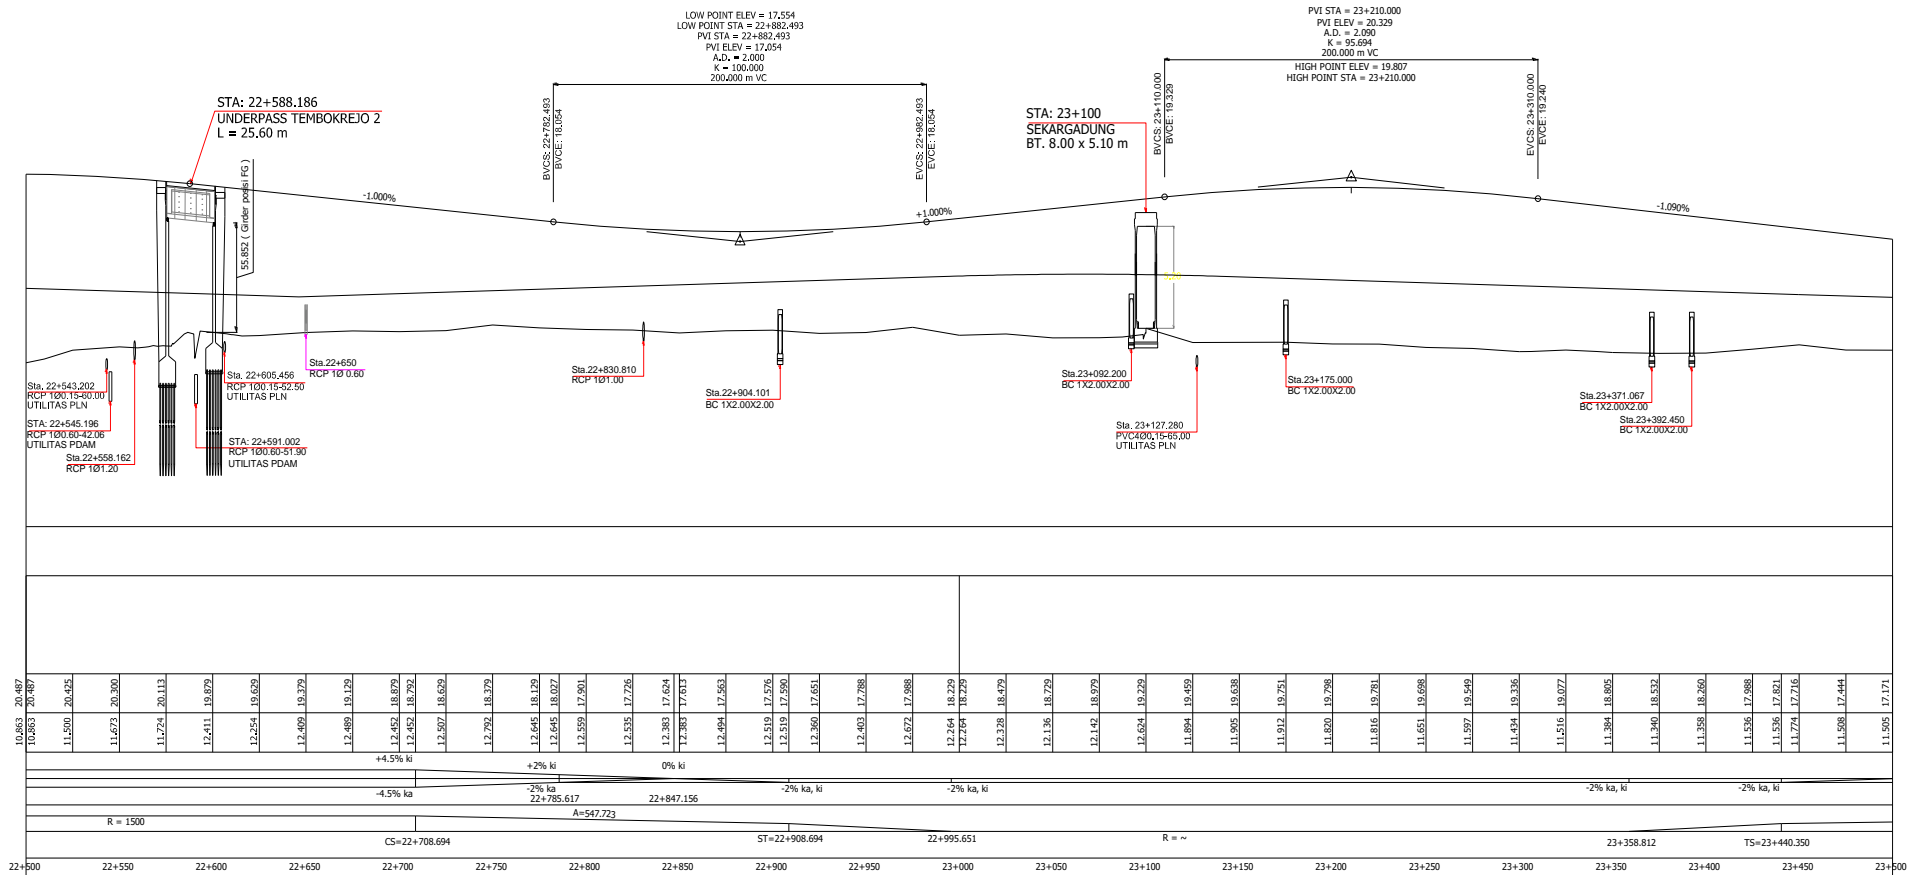 LOW POINT ELEV = 17.554
LOW POINT STA = 22+882.493
PVI STA = 22+882.493
PVI ELEV = 17.054
A.D. = 2.000
K = 100.000
200.000 m VC
BVCS: 22+782.493
BVCE: 18.054
EVCS: 22+982.493
EVCE: 18.054
PVI STA = 23+210.000
PVI ELEV = 20.329
A.D. = 2.090
K = 95.694
200.000 m VC
HIGH POINT ELEV = 19.807
HIGH POINT STA = 23+210.000
BVCS: 23+110.000
BVCE: 19.329
EVCS: 23+310.000
EVCE: 19.240
STA: 22+588.186
UNDERPASS TEMBOKREJO 2
L = 25.60 m
STA: 23+100
SEKARGADUNG
BT. 8.00 x 5.10 m
55.852 ( Girder posisi FG )
-1.000%
+1.000%
-1.090%
Sta. 22+543.202
RCP 1Ø0.15-60.00
UTILITAS PLN
STA: 22+545.196
RCP 1Ø0.60-42.06
UTILITAS PDAM
Sta.22+558.162
RCP 1Ø1.20
Sta. 22+605.456
RCP 1Ø0.15-52.50
UTILITAS PLN
STA: 22+591.002
RCP 1Ø0.60-51.90
UTILITAS PDAM
Sta.22+650
RCP 1Ø 0.60
Sta.22+830.810
RCP 1Ø1.00
Sta.22+904.101
BC 1X2.00X2.00
Sta.23+092.200
BC 1X2.00X2.00
Sta. 23+127.280
PVC4Ø0.15-65.00
UTILITAS PLN
Sta.23+175.000
BC 1X2.00X2.00
Sta.23+371.067
BC 1X2.00X2.00
Sta.23+392.450
BC 1X2.00X2.00
20.487 20.487 20.425 20.300 20.113 19.879 19.629 19.379 19.129 18.879 18.792 18.629 18.379 18.129 18.027 17.901 17.726 17.624 17.613 17.563 17.576 17.590 17.651 17.788 17.988 18.229 18.229 18.479 18.729 18.979 19.229 19.459 19.638 19.751 19.798 19.781 19.698 19.549 19.336 19.077 18.805 18.532 18.260 17.988 17.821 17.716 17.444 17.171
10.863 10.863 11.500 11.673 11.724 12.411 12.254 12.409 12.489 12.452 12.452 12.507 12.792 12.645 12.645 12.559 12.535 12.383 12.383 12.494 12.519 12.519 12.360 12.403 12.672 12.264 12.264 12.328 12.136 12.142 12.624 11.894 11.905 11.912 11.820 11.816 11.651 11.597 11.434 11.516 11.384 11.340 11.358 11.536 11.536 11.774 11.508 11.505
+4.5% ki
+2% ki
0% ki
-4.5% ka
-2% ka
-2% ka, ki
-2% ka, ki
-2% ka, ki
-2% ka, ki
22+785.617
22+847.156
R = 1500
A=547.723
CS=22+708.694
ST=22+908.694
22+995.651
R = ~
23+358.812
TS=23+440.350
22+500 22+550 22+600 22+650 22+700 22+750 22+800 22+850 22+900 22+950 23+000 23+050 23+100 23+150 23+200 23+250 23+300 23+350 23+400 23+450 23+500